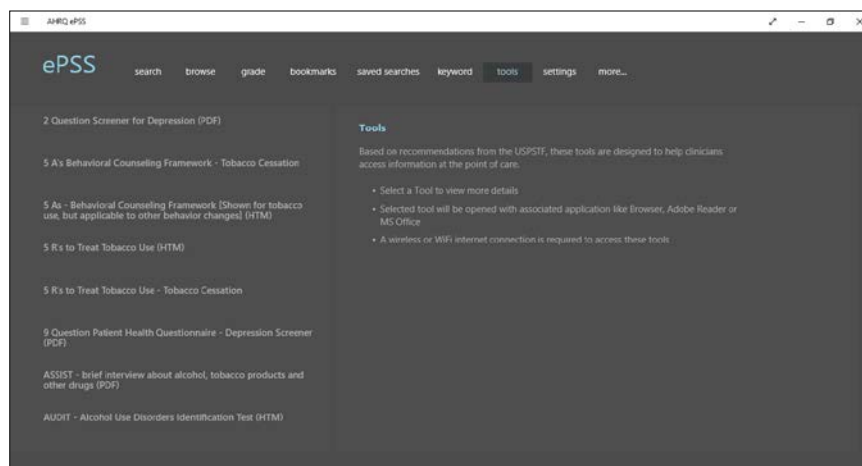 AHRQ ePSS
ePSS
search browse grade bookmarks saved searches keyword tools settings more...
2 Question Screener for Depression (PDF)
5 A's Behavioral Counseling Framework - Tobacco Cessation
5 As - Behavioral Counseling Framework [Shown for tobacco
use, but applicable to other behavior changes] (HTM)
5 R's to Treat Tobacco Use (HTM)
5 R's to Treat Tobacco Use - Tobacco Cessation
9 Question Patient Health Questionnaire - Depression Screener
(PDF)
ASSIST - brief interview about alcohol, tobacco products and
other drugs (PDF)
AUDIT - Alcohol Use Disorders Identification Test (HTM)
Tools
Based on recommendations from the USPSTF, these tools are designed to help clinicians
access information at the point of care.
• Select a Tool to view more details
• Selected tool will be opened with associated application like Browser, Adobe Reader or
MS Office
• A wireless or WiFi internet connection is required to access these tools